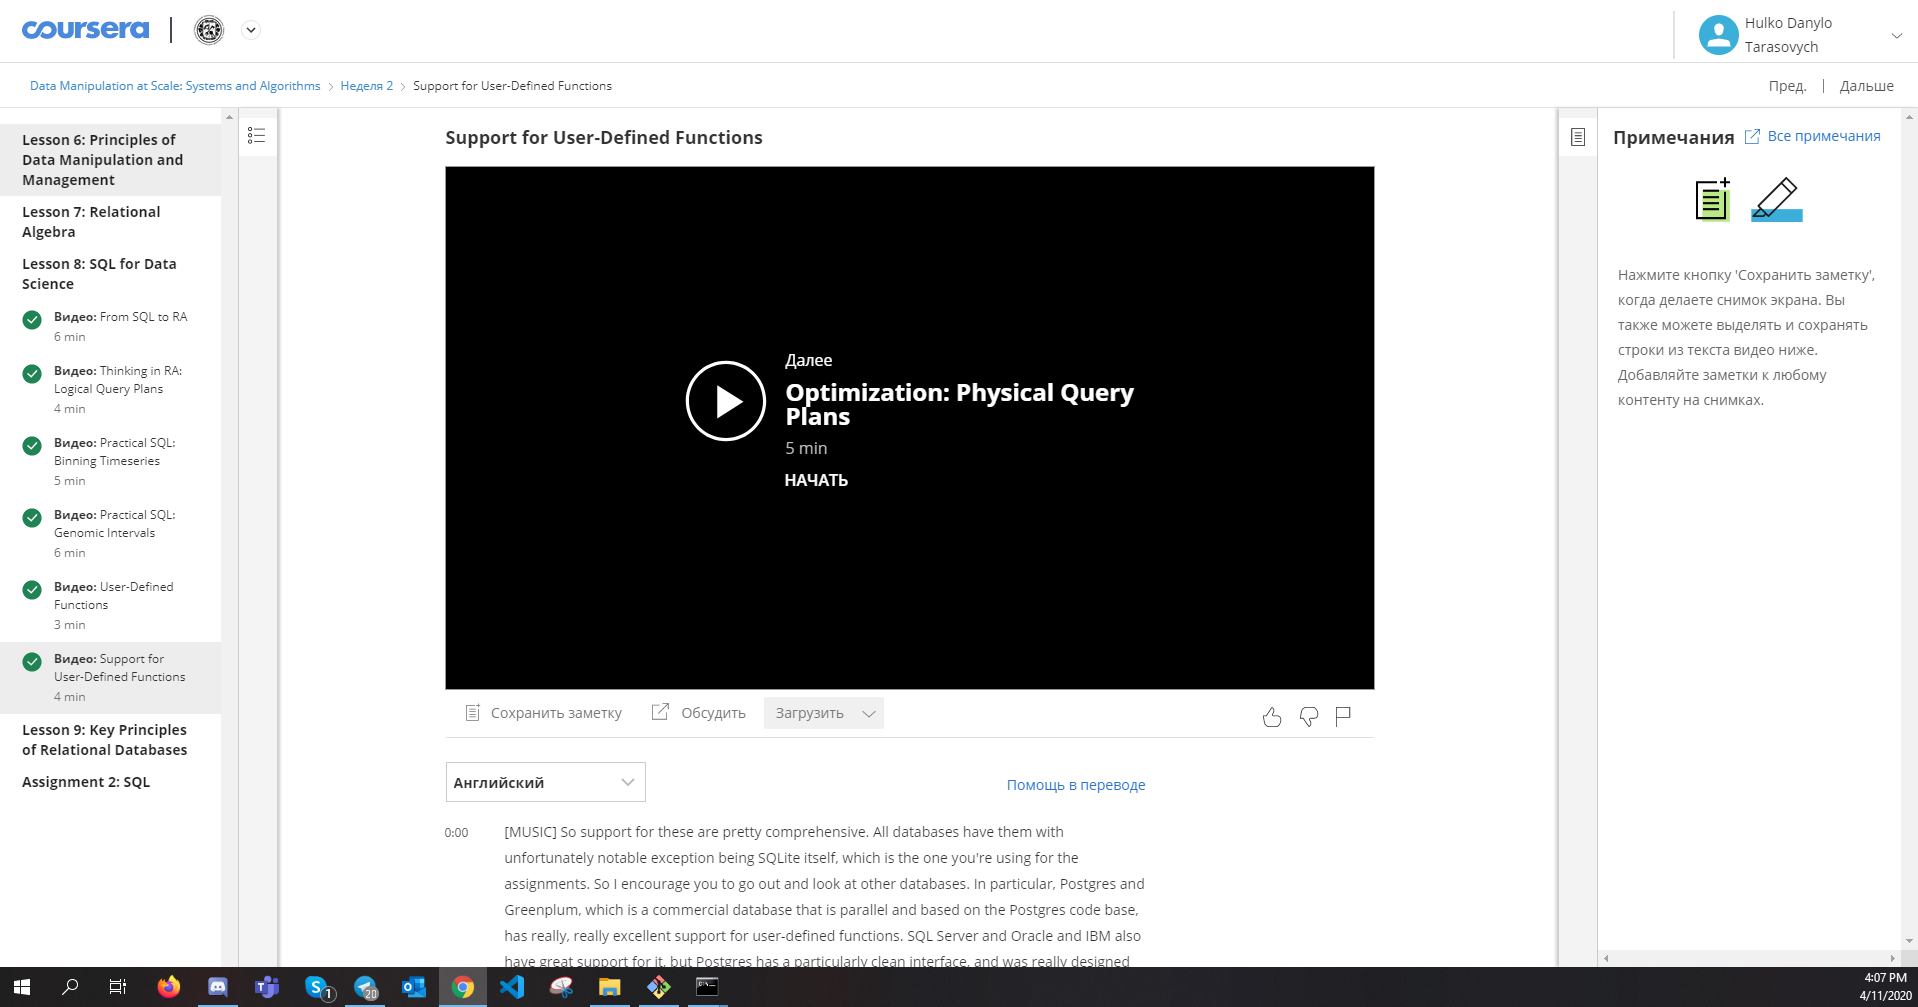 coursera
Hulko Danylo
Tarasovych
Data Manipulation at Scale: Systems and Algorithms > Неделя 2 > Support for User-Defined Functions
Пред. | Дальше
Lesson 6: Principles of
Data Manipulation and
Management
Lesson 7: Relational
Algebra
Lesson 8: SQL for Data
Science
Видео: From SQL to RA
6 min
Видео: Thinking in RA:
Logical Query Plans
4 min
Видео: Practical SQL:
Binning Timeseries
5 min
Видео: Practical SQL:
Genomic Intervals
6 min
Видео: User-Defined
Functions
3 min
Видео: Support for
User-Defined Functions
4 min
Lesson 9: Key Principles
of Relational Databases
Assignment 2: SQL
Support for User-Defined Functions
Далее
Optimization: Physical Query
Plans
5 min
НАЧАТЬ
Сохранить заметку
Обсудить
Загрузить
Английский
Помощь в переводе
0:00
[MUSIC] So support for these are pretty comprehensive. All databases have them with
unfortunately notable exception being SQLite itself, which is the one you're using for the
assignments. So I encourage you to go out and look at other databases. In particular, Postgres and
Greenplum, which is a commercial database that is parallel and based on the Postgres code base,
has really, really excellent support for user-defined functions. SQL Server and Oracle and IBM also
have great support for it, but Postgres has a particularly clean interface, and was really designed
Примечания
Все примечания
Нажмите кнопку 'Сохранить заметку',
когда делаете снимок экрана. Вы
также можете выделять и сохранять
строки из текста видео ниже.
Добавляйте заметки к любому
контенту на снимках.
1
20
4:07 PM
4/11/2020